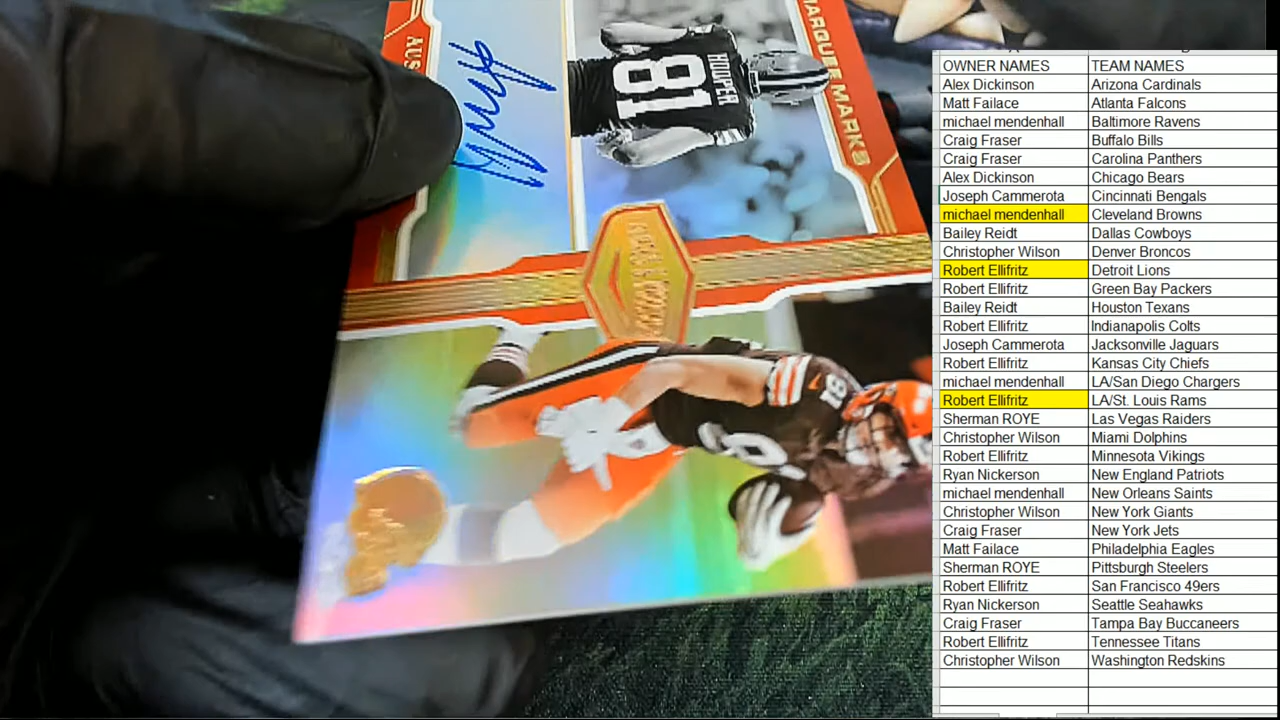 AUS
MARQUEE MARKS
HOOPER
81
81
OWNER NAMES TEAM NAMES
Alex Dickinson Arizona Cardinals
Matt Failace Atlanta Falcons
michael mendenhall Baltimore Ravens
Craig Fraser Buffalo Bills
Craig Fraser Carolina Panthers
Alex Dickinson Chicago Bears
Joseph Cammerota Cincinnati Bengals
michael mendenhall Cleveland Browns
Bailey Reidt Dallas Cowboys
Christopher Wilson Denver Broncos
Robert Ellifritz Detroit Lions
Robert Ellifritz Green Bay Packers
Bailey Reidt Houston Texans
Robert Ellifritz Indianapolis Colts
Joseph Cammerota Jacksonville Jaguars
Robert Ellifritz Kansas City Chiefs
michael mendenhall LA/San Diego Chargers
Robert Ellifritz LA/St. Louis Rams
Sherman ROYE Las Vegas Raiders
Christopher Wilson Miami Dolphins
Robert Ellifritz Minnesota Vikings
Ryan Nickerson New England Patriots
michael mendenhall New Orleans Saints
Christopher Wilson New York Giants
Craig Fraser New York Jets
Matt Failace Philadelphia Eagles
Sherman ROYE Pittsburgh Steelers
Robert Ellifritz San Francisco 49ers
Ryan Nickerson Seattle Seahawks
Craig Fraser Tampa Bay Buccaneers
Robert Ellifritz Tennessee Titans
Christopher Wilson Washington Redskins